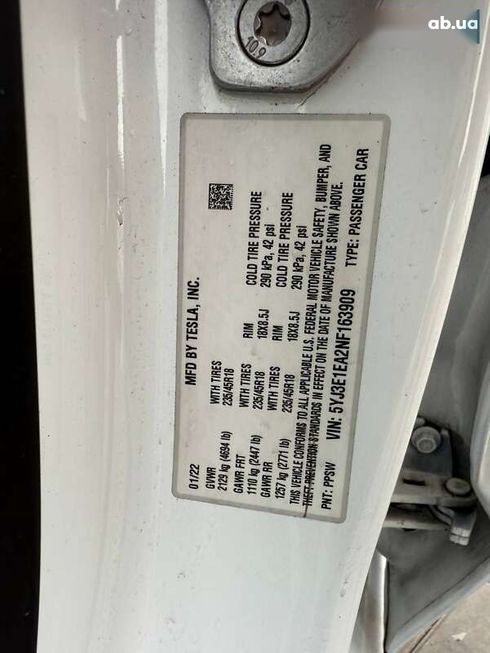 ab.ua
10.9
MFD BY TESLA, INC.
01/22
GVWR WITH TIRES RIM COLD TIRE PRESSURE
2129 kg (4694 lb) 235/45R18 18X8.5J 290 kPa, 42 psi
GAWR FRT WITH TIRES RIM COLD TIRE PRESSURE
1110 kg (2447 lb) 235/45R18 18X8.5J 290 kPa, 42 psi
GAWR RR
1257 kg (2771 lb)
THIS VEHICLE CONFORMS TO ALL APPLICABLE U.S. FEDERAL MOTOR VEHICLE SAFETY, BUMPER, AND
THEFT PREVENTION STANDARDS IN EFFECT ON THE DATE OF MANUFACTURE SHOWN ABOVE.
VIN: 5YJ3E1EA2NF163909
PNT: PPSW TYPE: PASSENGER CAR